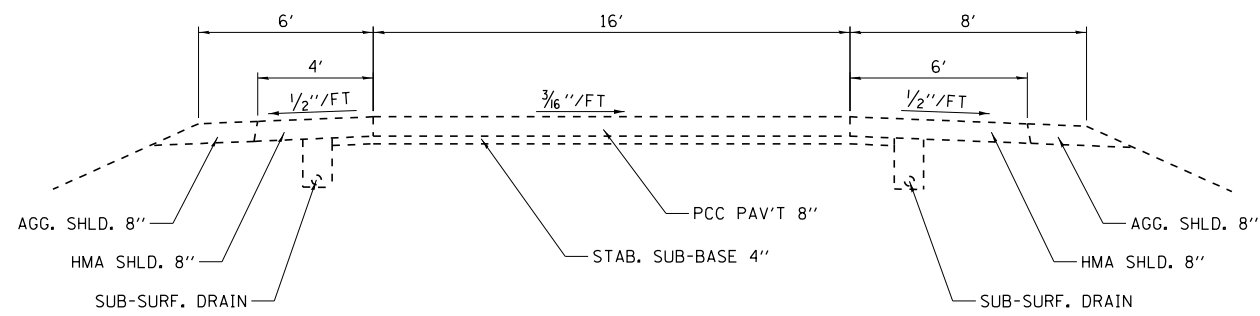 6' 16' 8'
4' 6'
1/2"/FT 3/16"/FT 1/2"/FT
AGG. SHLD. 8" PCC PAV'T 8" AGG. SHLD. 8"
HMA SHLD. 8" STAB. SUB-BASE 4" HMA SHLD. 8"
SUB-SURF. DRAIN SUB-SURF. DRAIN